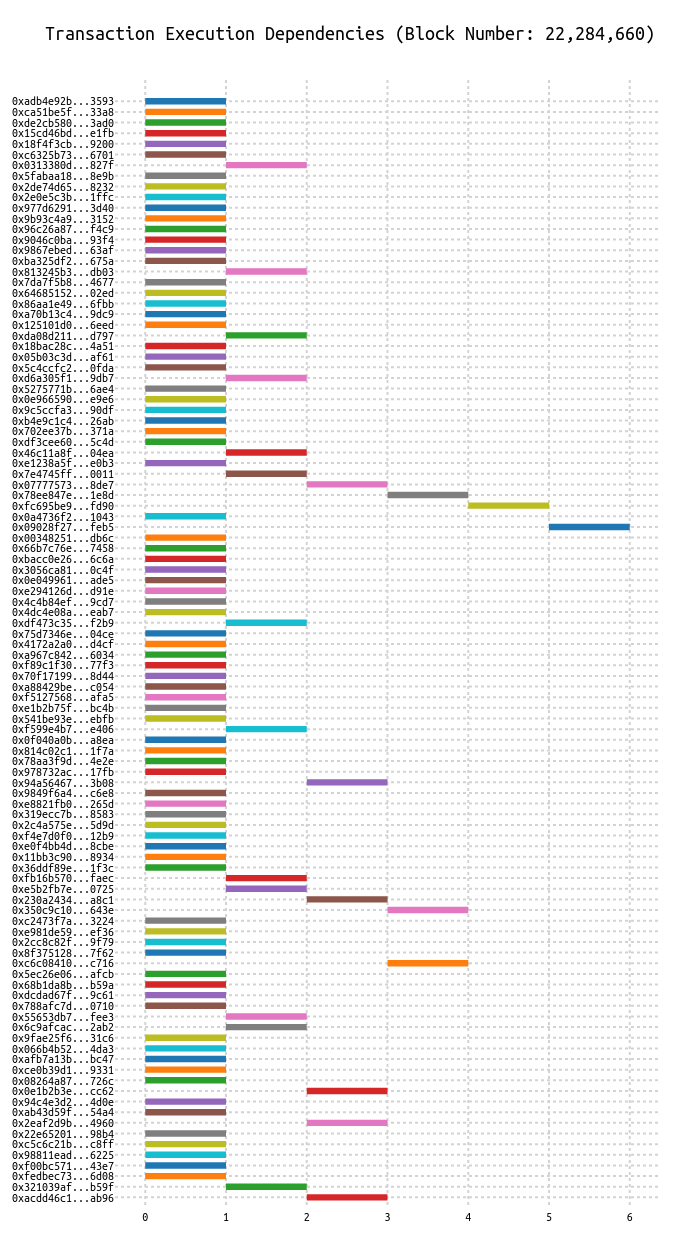 Transaction Execution Dependencies (Block Number: 22,284,660)
0xadb4e92b...3593
0xca51be5f...33a8
0xde2cb580...3ad0
0x15cd46bd...e1fb
0x18f4f3cb...9200
0xc6325b73...6701
0x0313380d...827f
0x5fabaa18...8e9b
0x2de74d65...8232
0x2e0e5c3b...1ffc
0x977d6291...3d40
0x9b93c4a9...3152
0x96c26a87...f4c9
0x9046c0ba...93f4
0x9867ebed...63af
0xba325df2...675a
0x813245b3...db03
0x7da7f5b8...4677
0x64685152...02ed
0x86aa1e49...6fbb
0xa70b13c4...9dc9
0x125101d0...6eed
0xda08d211...d797
0x18bac28c...4a51
0x05b03c3d...af61
0x5c4ccfc2...0fda
0xd6a305f1...9db7
0x5275771b...6ae4
0x0e966590...e9e6
0x9c5ccfa3...90df
0xb4e9c1c4...26ab
0x702ee37b...371a
0xdf3cee60...5c4d
0x46c11a8f...04ea
0xe1238a5f...e0b3
0x7e4745ff...0011
0x07777573...8de7
0x78ee847e...1e8d
0xfc695be9...fd90
0x0a4736f2...1043
0x09028f27...feb5
0x00348251...db6c
0x66b7c76e...7458
0xbacc0e26...6c6a
0x3056ca81...0c4f
0x0e049961...ade5
0xe294126d...d91e
0x4c4b84ef...9cd7
0x4dc4e08a...eab7
0xdf473c35...f2b9
0x75d7346e...04ce
0x4172a2a0...d4cf
0xa967c842...6034
0xf89c1f30...77f3
0x70f17199...8d44
0xa88429be...c054
0xf5127568...afa5
0xe1b2b75f...bc4b
0x541be93e...ebfb
0xf599e4b7...e406
0x0f040a0b...a8ea
0x814c02c1...1f7a
0x78aa3f9d...4e2e
0x978732ac...17fb
0x94a56467...3b08
0x9849f6a4...c6e8
0xe8821fb0...265d
0x319ecc7b...8583
0x2c4a575e...5d9d
0xf4e7d0f0...12b9
0xe0f4bb4d...8cbe
0x11bb3c90...8934
0x36ddf89e...1f3c
0xfb16b570...faec
0xe5b2fb7e...0725
0x230a2434...a8c1
0x350c9c10...643e
0xc2473f7a...3224
0xe981de59...ef36
0x2cc8c82f...9f79
0x8f375128...7f62
0xc6c08410...c716
0x5ec26e06...afcb
0x68b1da8b...b59a
0xdcdad67f...9c61
0x788afc7d...0710
0x55653db7...fee3
0x6c9afcac...2ab2
0x9fae25f6...31c6
0x066b4b52...4da3
0xafb7a13b...bc47
0xce0b39d1...9331
0x08264a87...726c
0x0e1b2b3e...cc62
0x94c4e3d2...4d0e
0xab43d59f...54a4
0x2eaf2d9b...4960
0x22e65201...98b4
0xc5c6c21b...c8ff
0x98811ead...6225
0xf00bc571...43e7
0xfedbec73...6d08
0x321039af...b59f
0xacdd46c1...ab96
0 1 2 3 4 5 6